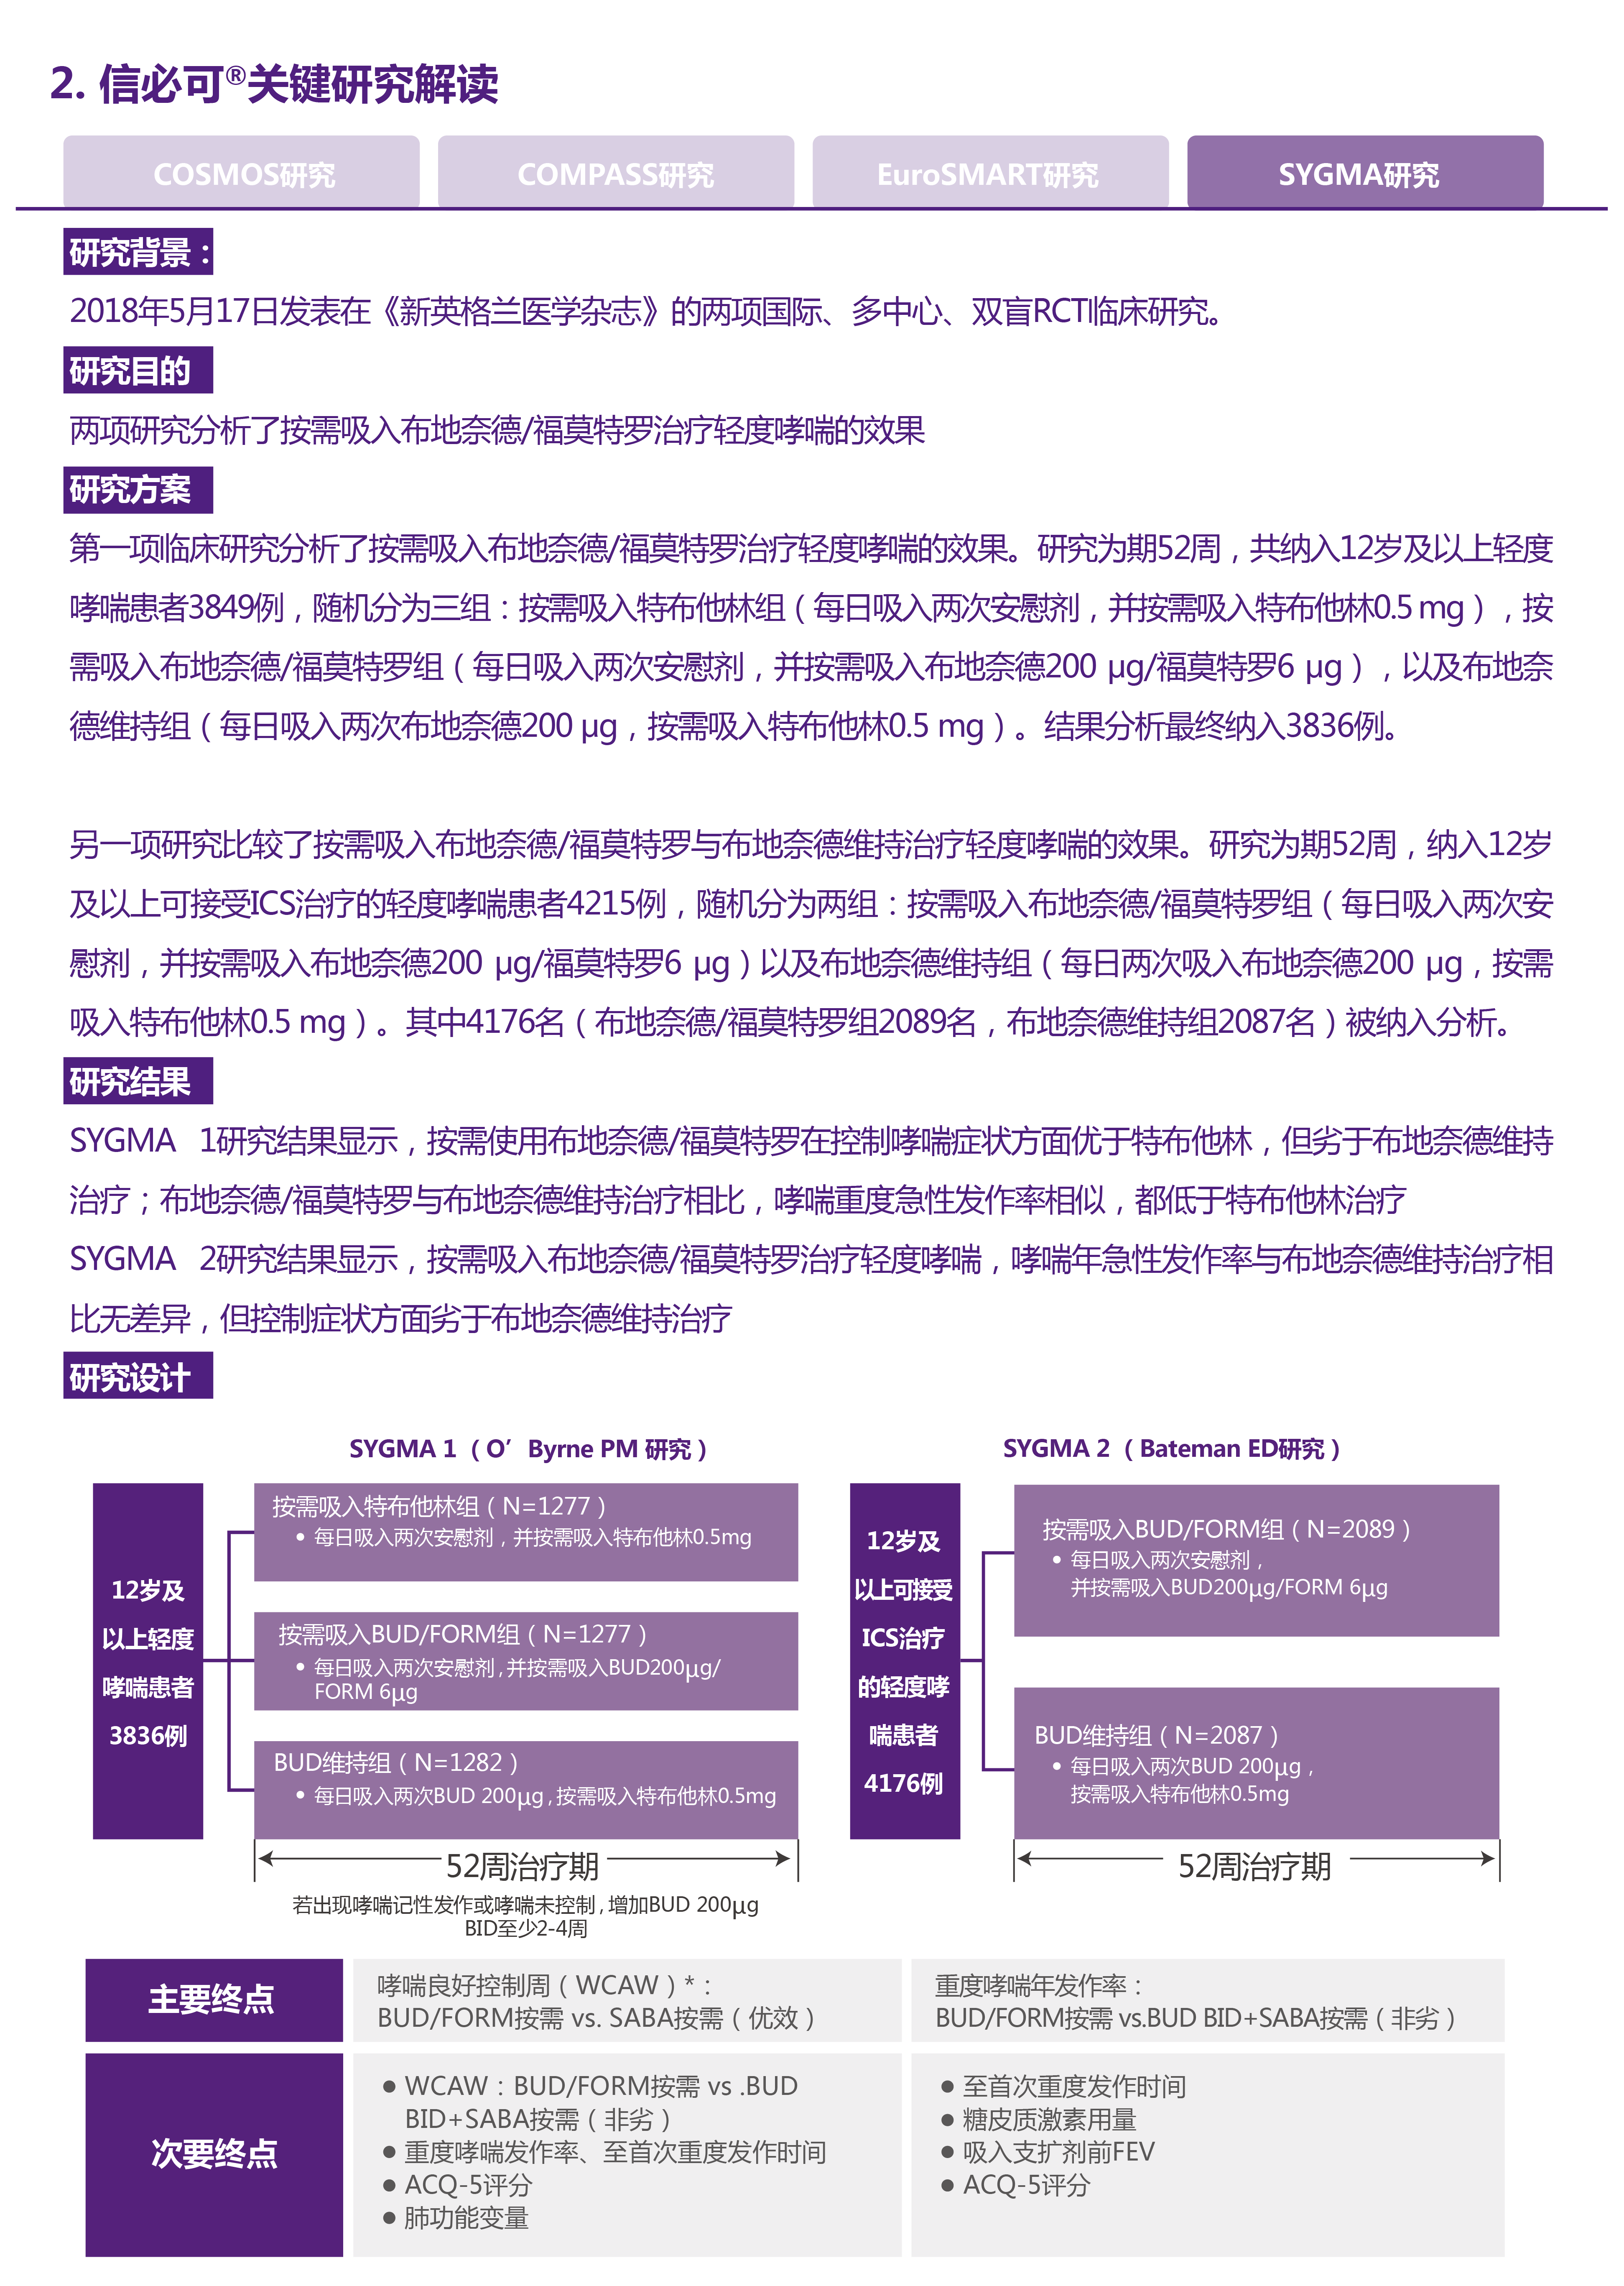 2. 信必可®关键研究解读
COSMOS研究
COMPASS研究
EuroSMART研究
SYGMA研究
研究背景：
2018年5月17日发表在《新英格兰医学杂志》的两项国际、多中心、双盲RCT临床研究。
研究目的
两项研究分析了按需吸入布地奈德/福莫特罗治疗轻度哮喘的效果
研究方案
第一项临床研究分析了按需吸入布地奈德/福莫特罗治疗轻度哮喘的效果。研究为期52周，共纳入12岁及以上轻度
哮喘患者3849例，随机分为三组：按需吸入特布他林组（每日吸入两次安慰剂，并按需吸入特布他林0.5 mg），按
需吸入布地奈德/福莫特罗组（每日吸入两次安慰剂，并按需吸入布地奈德200 μg/福莫特罗6 μg），以及布地奈
德维持组（每日吸入两次布地奈德200 μg，按需吸入特布他林0.5 mg）。结果分析最终纳入3836例。
另一项研究比较了按需吸入布地奈德/福莫特罗与布地奈德维持治疗轻度哮喘的效果。研究为期52周，纳入12岁
及以上可接受ICS治疗的轻度哮喘患者4215例，随机分为两组：按需吸入布地奈德/福莫特罗组（每日吸入两次安
慰剂，并按需吸入布地奈德200 μg/福莫特罗6 μg）以及布地奈德维持组（每日两次吸入布地奈德200 μg，按需
吸入特布他林0.5 mg）。其中4176名（布地奈德/福莫特罗组2089名，布地奈德维持组2087名）被纳入分析。
研究结果
SYGMA 1研究结果显示，按需使用布地奈德/福莫特罗在控制哮喘症状方面优于特布他林，但劣于布地奈德维持
治疗；布地奈德/福莫特罗与布地奈德维持治疗相比，哮喘重度急性发作率相似，都低于特布他林治疗
SYGMA 2研究结果显示，按需吸入布地奈德/福莫特罗治疗轻度哮喘，哮喘年急性发作率与布地奈德维持治疗相
比无差异，但控制症状方面劣于布地奈德维持治疗
研究设计
SYGMA 1（O’Byrne PM 研究）
12岁及
以上轻度
哮喘患者
3836例
按需吸入特布他林组（N=1277）
• 每日吸入两次安慰剂，并按需吸入特布他林0.5mg
按需吸入BUD/FORM组（N=1277）
• 每日吸入两次安慰剂，并按需吸入BUD200μg/
FORM 6μg
BUD维持组（N=1282）
• 每日吸入两次BUD 200μg，按需吸入特布他林0.5mg
52周治疗期
若出现哮喘记性发作或哮喘未控制，增加BUD 200μg
BID至少2-4周
SYGMA 2（Bateman ED研究）
12岁及
以上可接受
ICS治疗
的轻度哮
喘患者
4176例
按需吸入BUD/FORM组（N=2089）
• 每日吸入两次安慰剂，
并按需吸入BUD200μg/FORM 6μg
BUD维持组（N=2087）
• 每日吸入两次BUD 200μg，
按需吸入特布他林0.5mg
52周治疗期
主要终点
哮喘良好控制周（WCAW）*：
BUD/FORM按需 vs. SABA按需（优效）
重度哮喘年发作率：
BUD/FORM按需 vs.BUD BID+SABA按需（非劣）
次要终点
● WCAW：BUD/FORM按需 vs .BUD
BID+SABA按需（非劣）
● 重度哮喘发作率、至首次重度发作时间
● ACQ-5评分
● 肺功能变量
● 至首次重度发作时间
● 糖皮质激素用量
● 吸入支扩剂前FEV
● ACQ-5评分